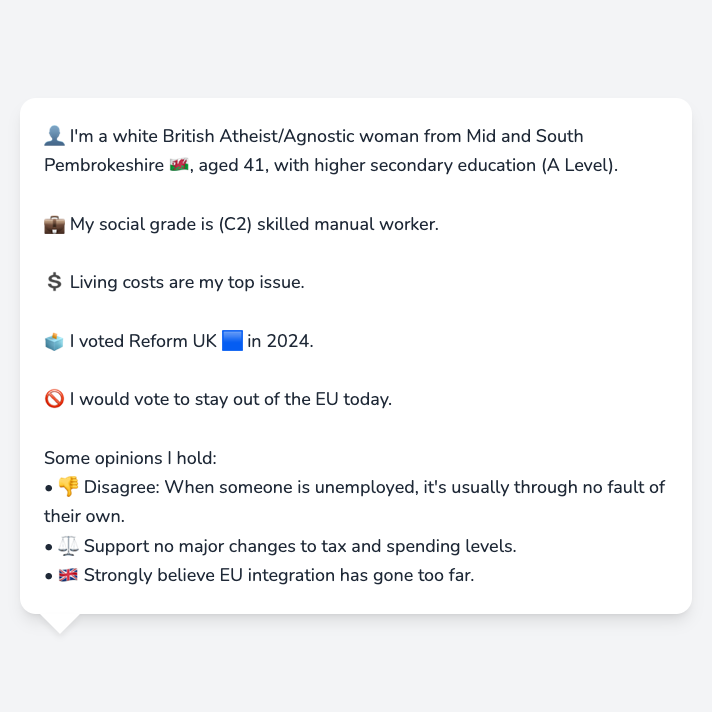 👤 I'm a white British Atheist/Agnostic woman from Mid and South
Pembrokeshire 🏴󠁧󠁢󠁷󠁬󠁳󠁿, aged 41, with higher secondary education (A Level).
💼 My social grade is (C2) skilled manual worker.
💲 Living costs are my top issue.
🗳️ I voted Reform UK 🟦 in 2024.
🚫 I would vote to stay out of the EU today.
Some opinions I hold:
• 👎 Disagree: When someone is unemployed, it's usually through no fault of
their own.
• ⚖️ Support no major changes to tax and spending levels.
• 🇬🇧 Strongly believe EU integration has gone too far.